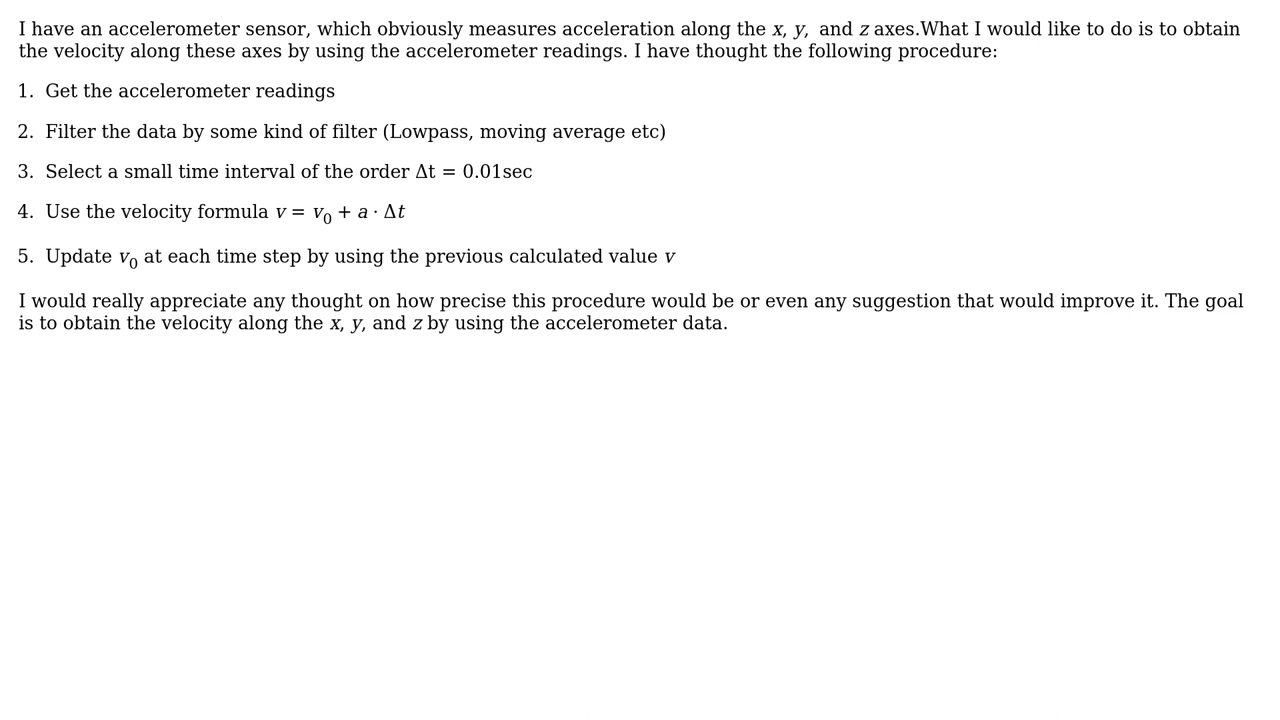 I have an accelerometer sensor, which obviously measures acceleration along the x, y,  and z axes.What I would like to do is to obtain
the velocity along these axes by using the accelerometer readings. I have thought the following procedure:
1. Get the accelerometer readings
2. Filter the data by some kind of filter (Lowpass, moving average etc)
3. Select a small time interval of the order Δt = 0.01sec
4. Use the velocity formula v = v₀ + a · Δt
5. Update v₀ at each time step by using the previous calculated value v
I would really appreciate any thought on how precise this procedure would be or even any suggestion that would improve it. The goal
is to obtain the velocity along the x, y, and z by using the accelerometer data.